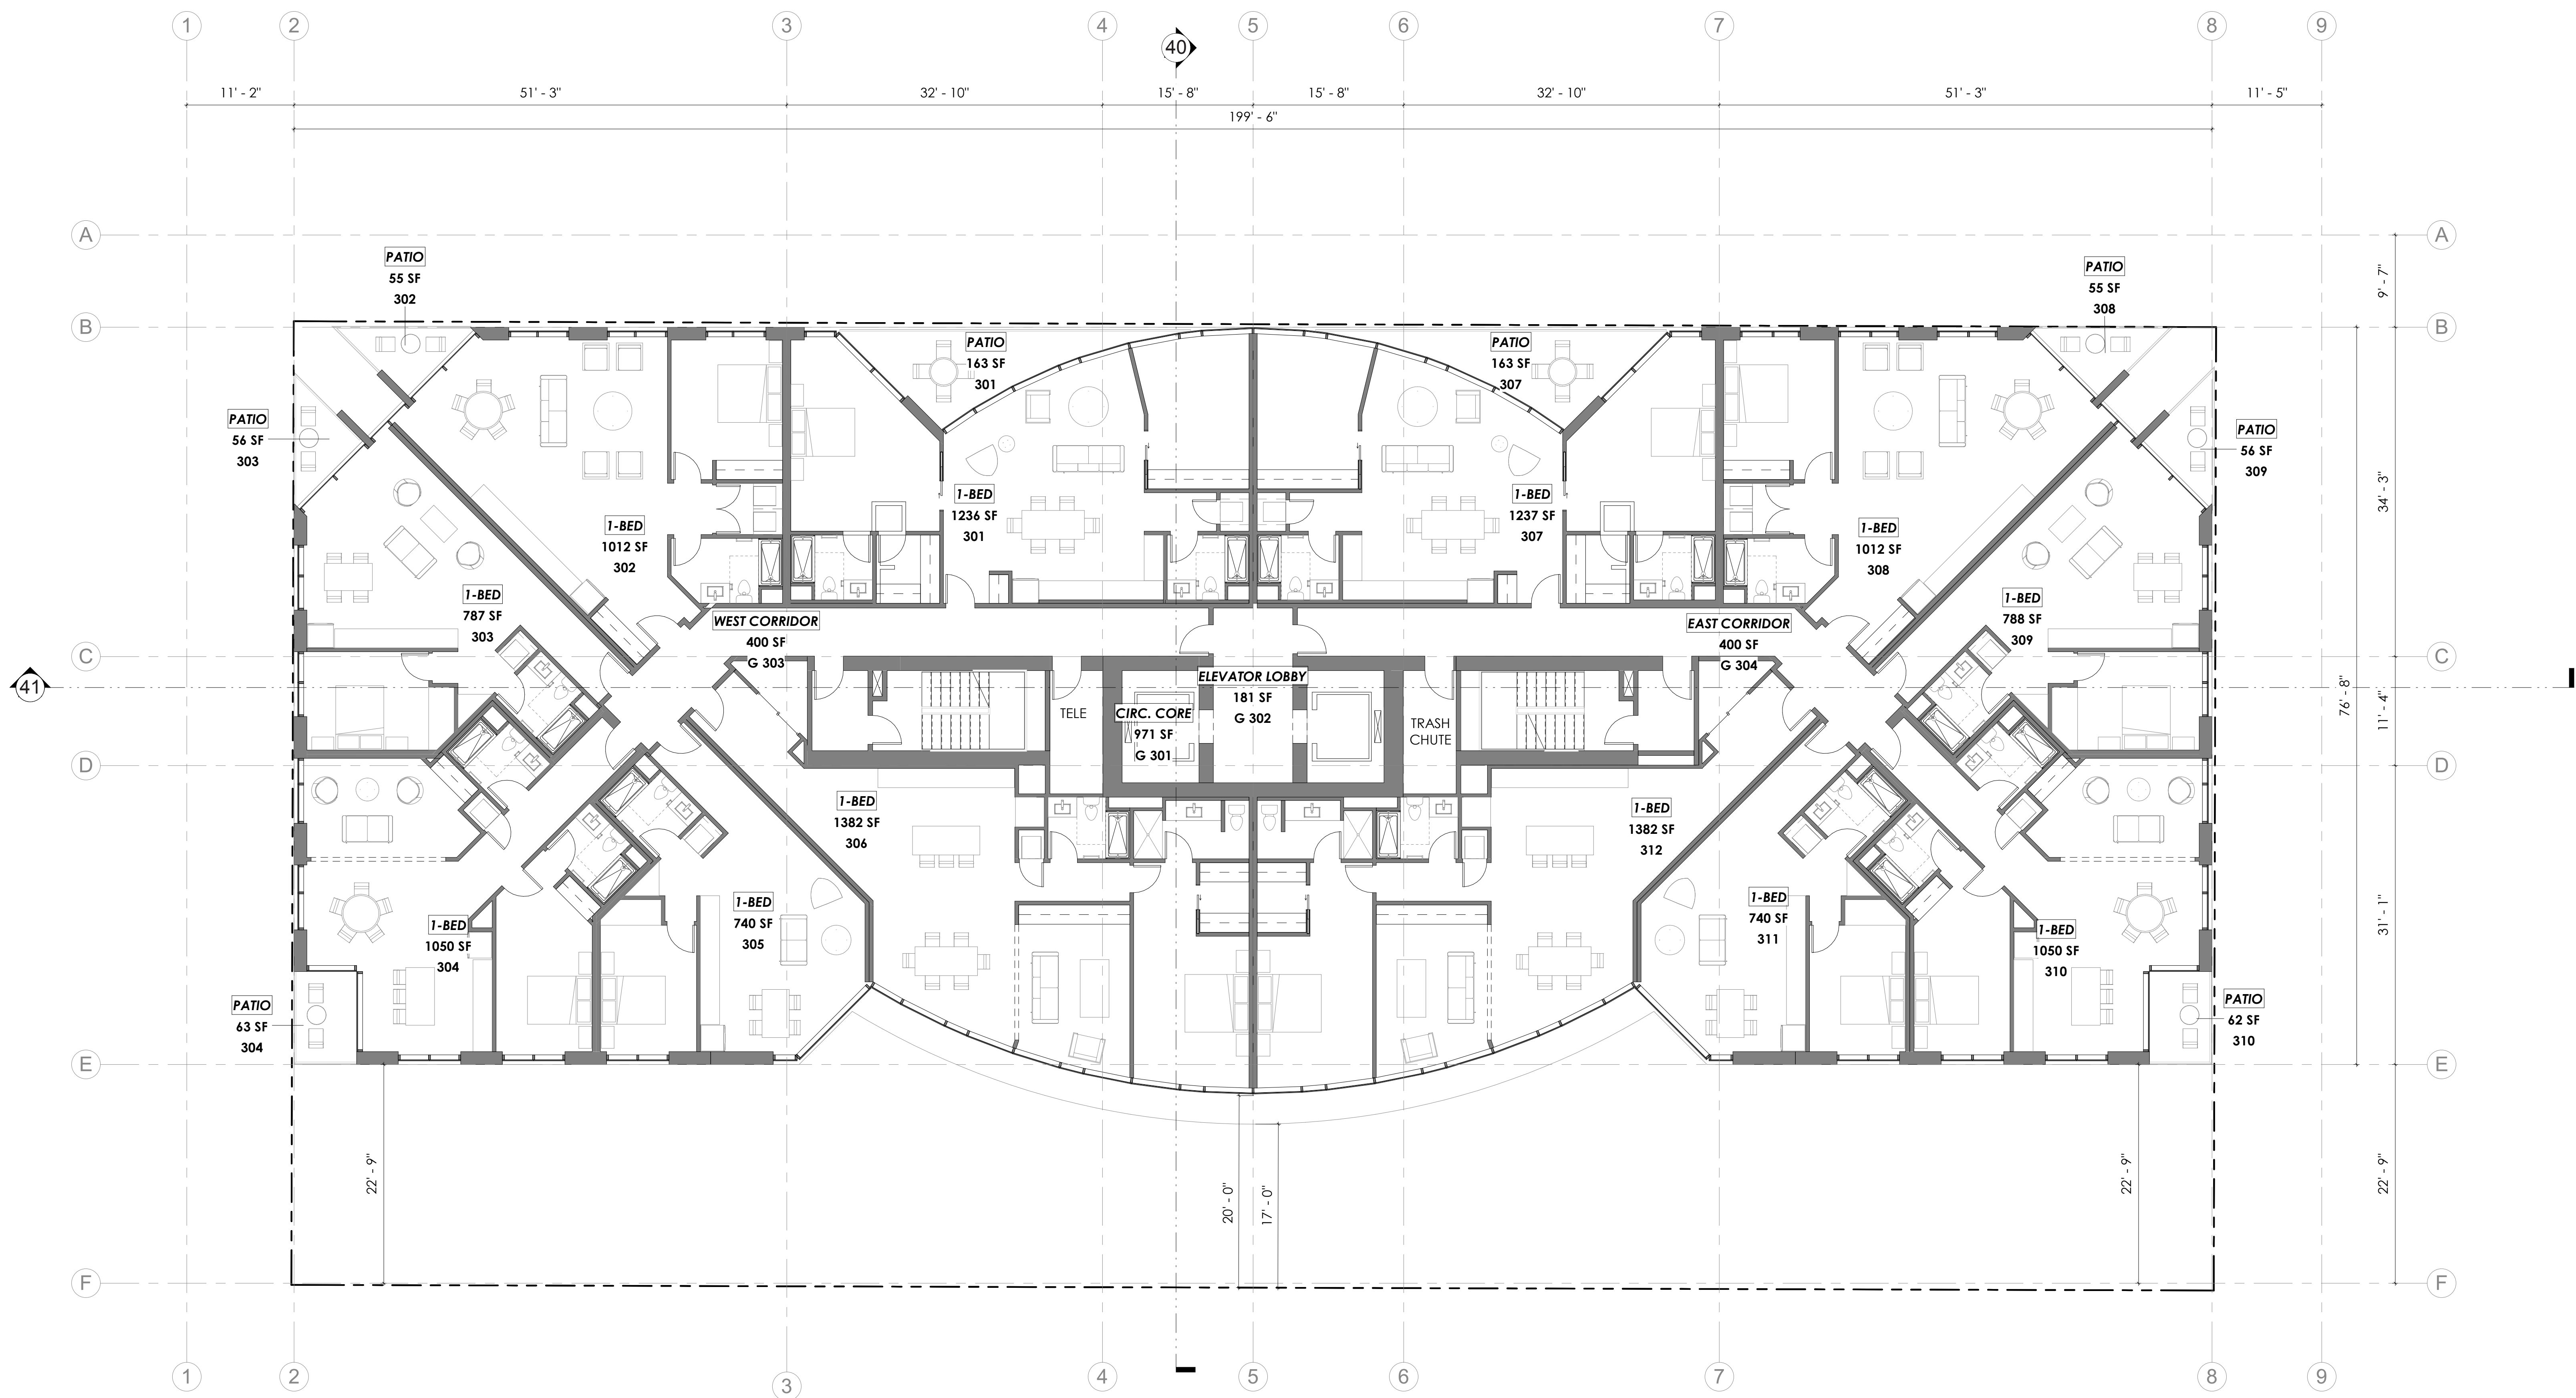 1 2 3 4 5 6 7 8 9
40
11' - 2" 51' - 3" 32' - 10" 15' - 8" 15' - 8" 32' - 10" 51' - 3" 11' - 5"
199' - 6"
A A
9' - 7"
PATIO
55 SF
302
PATIO
55 SF
308
B B
PATIO
163 SF
301
PATIO
163 SF
307
PATIO
56 SF
303
PATIO
56 SF
309
34' - 3"
1-BED
1236 SF
301
1-BED
1237 SF
307
1-BED
1012 SF
302
1-BED
1012 SF
308
1-BED
787 SF
303
1-BED
788 SF
309
WEST CORRIDOR
400 SF
G 303
EAST CORRIDOR
400 SF
G 304
C C
41
ELEVATOR LOBBY
181 SF
G 302
TELE
CIRC. CORE
971 SF
G 301
TRASH
CHUTE
76' - 8"
11' - 4"
D D
1-BED
1382 SF
306
1-BED
1382 SF
312
1-BED
740 SF
305
1-BED
740 SF
311
1-BED
1050 SF
304
1-BED
1050 SF
310
31' - 1"
PATIO
63 SF
304
PATIO
62 SF
310
E E
22' - 9"
20' - 0"
17' - 0"
22' - 9"
22' - 9"
F F
1 2 3 4 5 6 7 8 9